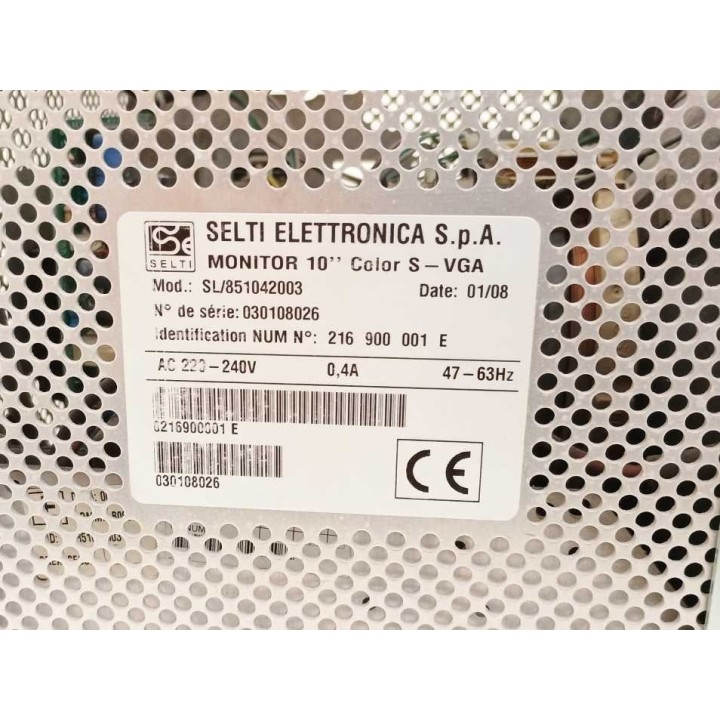 SELTI ELETTRONICA S.p.A.
SELTI
MONITOR 10'' Color S-VGA
Mod.: SL/851042003 Date: 01/08
N° de série: 030108026
Identification NUM N°: 216 900 001 E
AC 220-240V 0,4A 47-63Hz
0216900001 E
030108026
CE
NUM